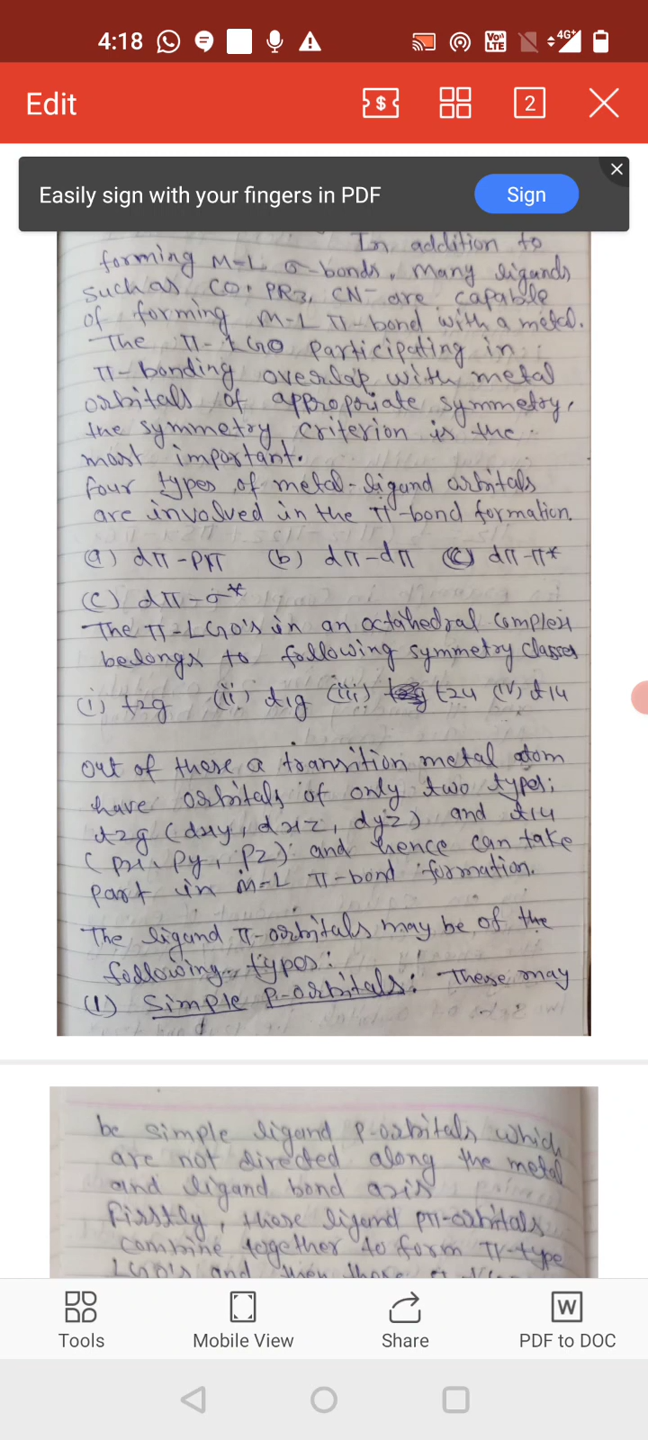 4:18
VoLTE
4G+
Edit
$
2
Easily sign with your fingers in PDF
Sign
In addition to
forming M-L σ-bonds, many ligands
such as CO, PR3, CN⁻ are capable
of forming M-L π-bond with a metal.
The π-LGO participating in
π-bonding overlap with metal
orbitals of appropriate symmetry,
the symmetry criterion is the
most important.
four types of metal-ligand orbitals
are involved in the π-bond formation.
(a) dπ-pπ (b) dπ-dπ (c) dπ-π*
(c) dπ-σ*
The π-LGO's in an octahedral complex
belongs to following symmetry classes
(i) t2g (ii) t1g (iii) t2u (iv) t1u
out of these a transition metal atom
have orbitals of only two types:
t2g (dxy, dxz, dyz) and t1u
(px, py, pz) and hence can take
part in M-L π-bond formation.
The ligand π-orbitals may be of the
following types:
(1) Simple p-orbitals: These may
be simple ligand p-orbitals which
are not directed along the metal
and ligand bond axis
Firstly, these ligand pπ-orbitals
combine together to form π-type
LGO's and then these
Tools
Mobile View
Share
W
PDF to DOC